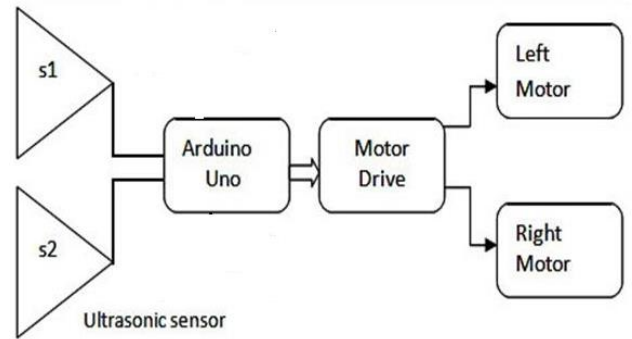 s1
s2
Ultrasonic sensor
Arduino
Uno
Motor
Drive
Left
Motor
Right
Motor